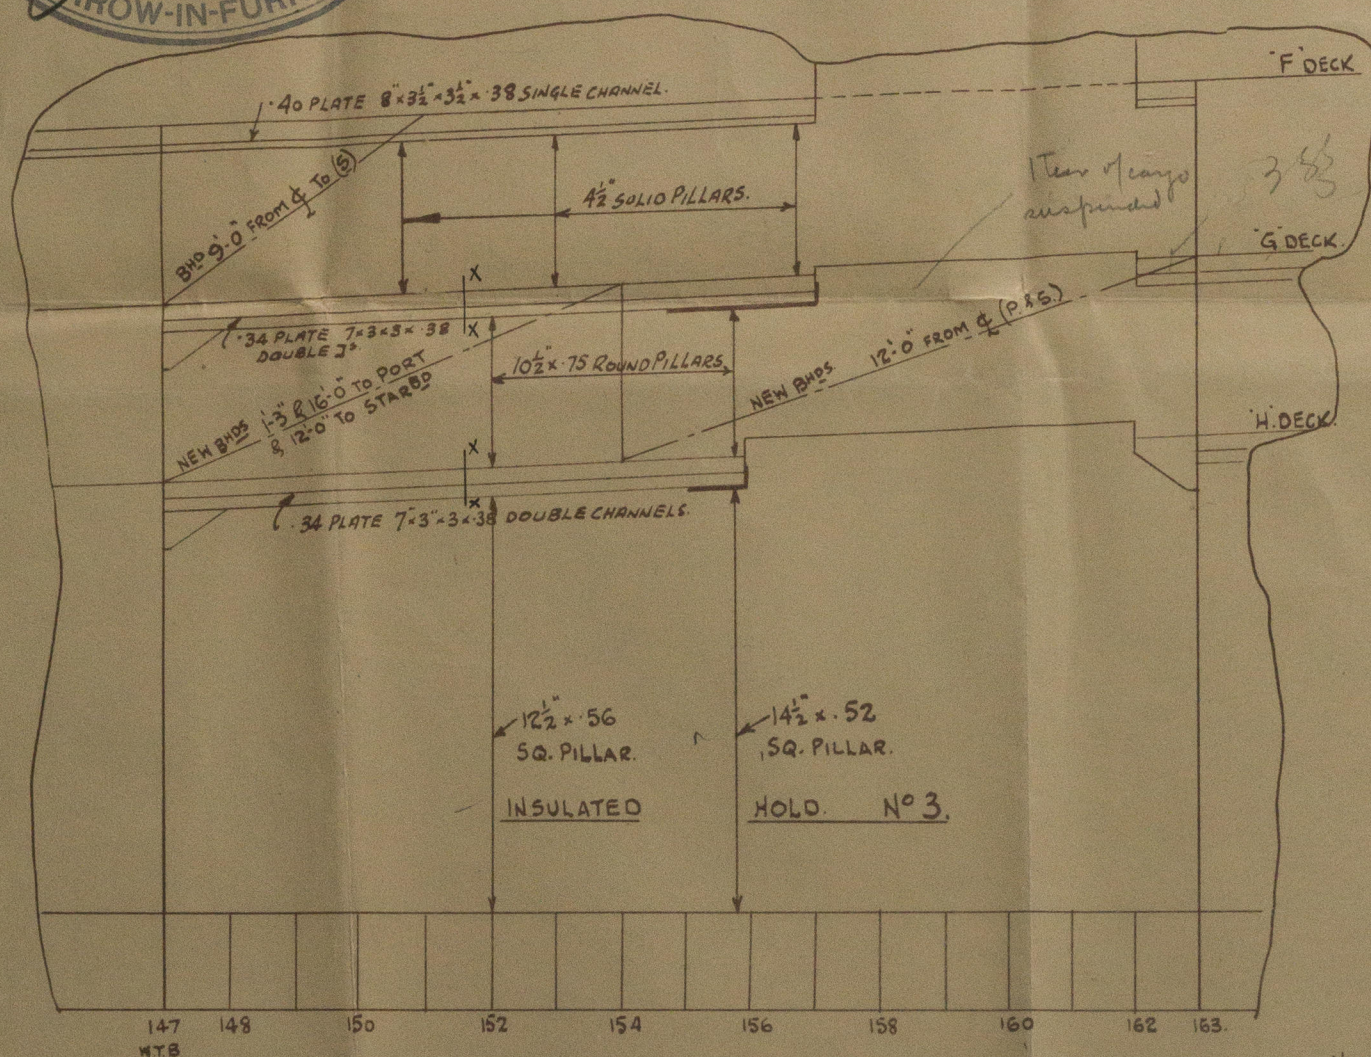 ROW-IN-FUR
"F" DECK
.40 PLATE 8"×3½"×3½"×.38 SINGLE CHANNEL.
BHD 9'-0" FROM ℄ TO (S)
4½" SOLID PILLARS.
1 Tier of cargo
suspended
"G" DECK.
X
X
.34 PLATE 7×3×3×.38
DOUBLE ]s.
10½"×.75 ROUND PILLARS
NEW BHDS 12'-0" FROM ℄ (P.&S.)
NEW BHDS 1'-3" & 16'-0" TO PORT
& 12'-0" TO STARBD
"H" DECK.
X
X
.34 PLATE 7"×3"×3×.38 DOUBLE CHANNELS.
12½"×.56
SQ. PILLAR.
14½"×.52
SQ. PILLAR.
INSULATED HOLD. No 3.
147 148 150 152 154 156 158 160 162 163.
W.T.B